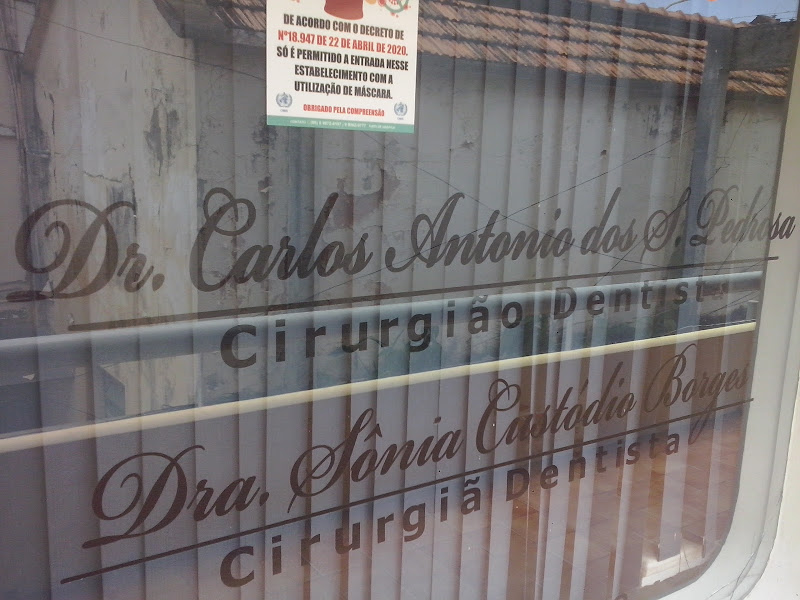 DE ACORDO COM O DECRETO DE
Nº18.947 DE 22 DE ABRIL DE 2020,
SÓ É PERMITIDO A ENTRADA NESSE
ESTABELECIMENTO COM A
UTILIZAÇÃO DE MÁSCARA.
OBRIGADO PELA COMPREENSÃO
Dr. Carlos Antonio dos S. Pedrosa
Cirurgião Dentist
Dra. Sônia Custódio Borges
Cirurgiã Dentista